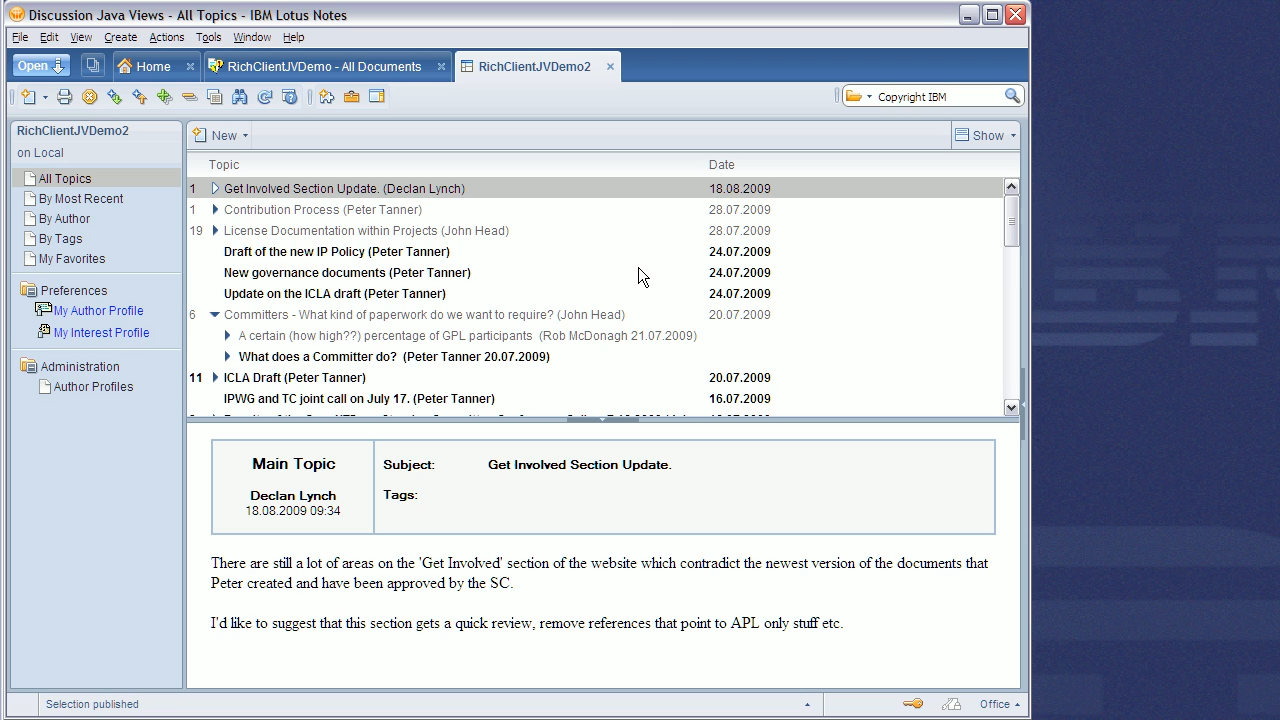 Discussion Java Views - All Topics - IBM Lotus Notes
File Edit View Create Actions Tools Window Help
Open Home RichClientJVDemo - All Documents RichClientJVDemo2
Copyright IBM
RichClientJVDemo2
on Local
All Topics
By Most Recent
By Author
By Tags
My Favorites
Preferences
My Author Profile
My Interest Profile
Administration
Author Profiles
New Show
Topic Date
1 Get Involved Section Update. (Declan Lynch) 18.08.2009
1 Contribution Process (Peter Tanner) 28.07.2009
19 License Documentation within Projects (John Head) 28.07.2009
Draft of the new IP Policy (Peter Tanner) 24.07.2009
New governance documents (Peter Tanner) 24.07.2009
Update on the ICLA draft (Peter Tanner) 24.07.2009
6 Committers - What kind of paperwork do we want to require? (John Head) 20.07.2009
A certain (how high??) percentage of GPL participants (Rob McDonagh 21.07.2009)
What does a Committer do? (Peter Tanner 20.07.2009)
11 ICLA Draft (Peter Tanner) 20.07.2009
IPWG and TC joint call on July 17. (Peter Tanner) 16.07.2009
Main Topic
Declan Lynch
18.08.2009 09:34
Subject: Get Involved Section Update.
Tags:
There are still a lot of areas on the 'Get Involved' section of the website which contradict the newest version of the documents that
Peter created and have been approved by the SC.
I'd like to suggest that this section gets a quick review, remove references that point to APL only stuff etc.
Selection published Office